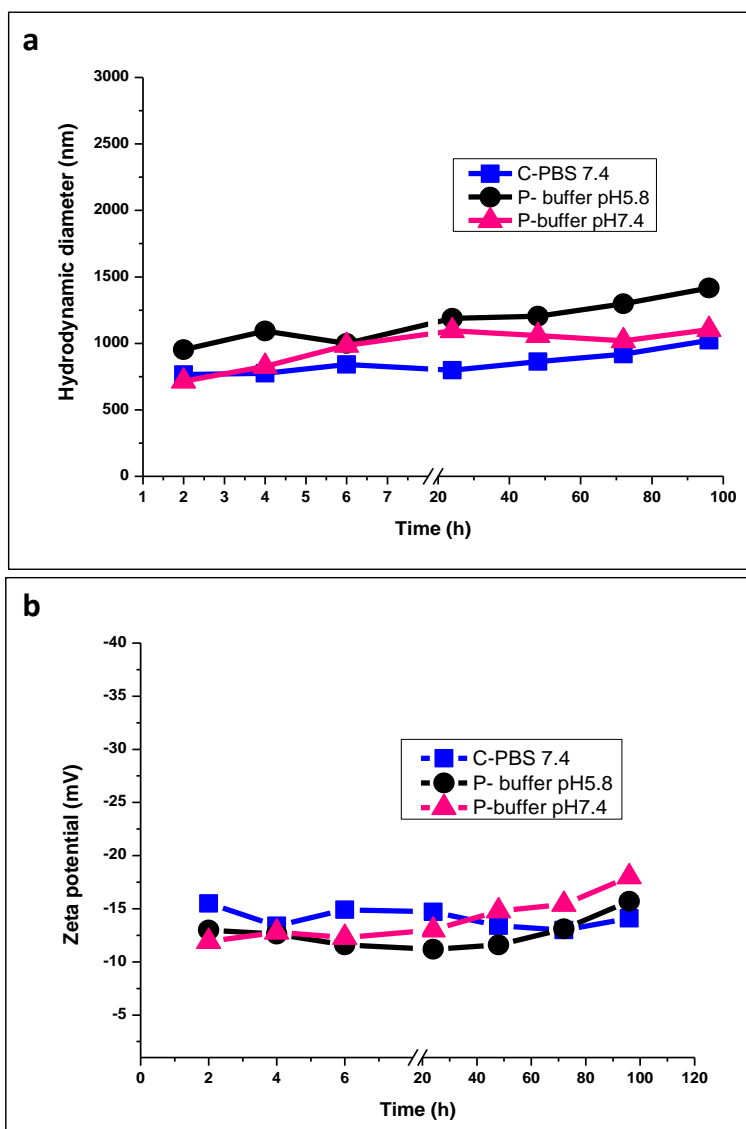 a
3000
2500
2000
1500
1000
500
0
Hydrodynamic diameter (nm)
C-PBS 7.4
P- buffer pH5.8
P-buffer pH7.4
1 2 3 4 5 6 7 20 40 60 80 100
Time (h)
b
-40
-35
-30
-25
-20
-15
-10
-5
Zeta potential (mV)
C-PBS 7.4
P- buffer pH5.8
P-buffer pH7.4
0 2 4 6 20 40 60 80 100 120
Time (h)